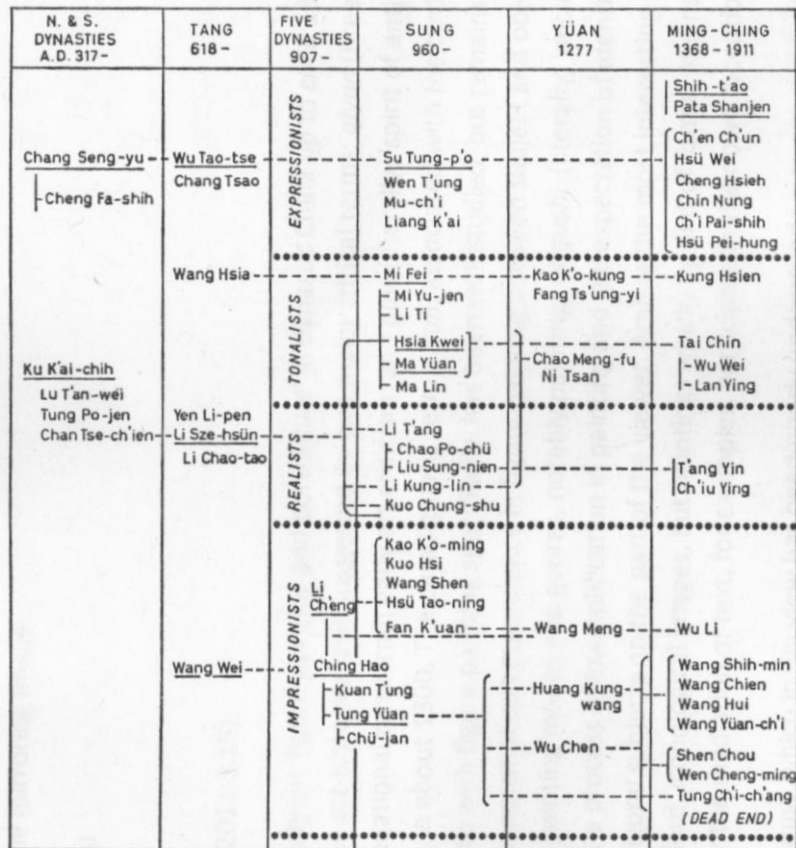 N. & S. DYNASTIES A.D. 317-
TANG 618-
FIVE DYNASTIES 907-
SUNG 960-
YÜAN 1277
MING-CHING 1368-1911
EXPRESSIONISTS
Shih-t'ao
Pata Shanjen
Chang Seng-yu
Wu Tao-tse
Su Tung-p'o
Ch'en Ch'un
Cheng Fa-shih
Chang Tsao
Wen T'ung
Hsü Wei
Mu-ch'i
Cheng Hsieh
Liang K'ai
Chin Nung
Ch'i Pai-shih
Hsü Pei-hung
TONALISTS
Wang Hsia
Mi Fei
Kao K'o-kung
Kung Hsien
Mi Yu-jen
Fang Ts'ung-yi
Li Ti
Hsia Kwei
Tai Chin
Ku K'ai-chih
Ma Yüan
Chao Meng-fu
Wu Wei
Lu T'an-wei
Ma Lin
Ni Tsan
Lan Ying
REALISTS
Tung Po-jen
Yen Li-pen
Chan Tse-ch'ien
Li Sze-hsün
Li T'ang
Li Chao-tao
Chao Po-chü
Liu Sung-nien
T'ang Yin
Li Kung-lin
Ch'iu Ying
Kuo Chung-shu
IMPRESSIONISTS
Kao K'o-ming
Kuo Hsi
Li Ch'eng
Wang Shen
Hsü Tao-ning
Fan K'uan
Wang Meng
Wu Li
Wang Wei
Ching Hao
Wang Shih-min
Kuan T'ung
Huang Kung wang
Wang Chien
Tung Yüan
Wang Hui
Chü-jan
Wang Yüan-ch'i
Wu Chen
Shen Chou
Wen Cheng-ming
Tung Ch'i-ch'ang
(DEAD END)